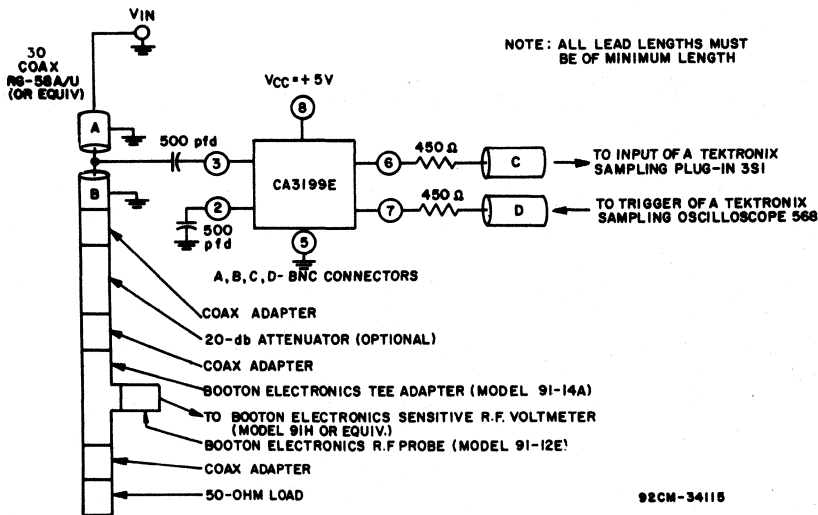 VIN
30
COAX
RG-58A/U
(OR EQUIV)
NOTE: ALL LEAD LENGTHS MUST
BE OF MINIMUM LENGTH
VCC = + 5V
8
A
500 pfd
3
CA3199E
6
450 Ω
C
TO INPUT OF A TEKTRONIX
SAMPLING PLUG-IN 3S1
B
2
500
pfd
7
450 Ω
D
TO TRIGGER OF A TEKTRONIX
SAMPLING OSCILLOSCOPE 568
5
A, B, C, D- BNC CONNECTORS
COAX ADAPTER
20-db ATTENUATOR (OPTIONAL)
COAX ADAPTER
BOOTON ELECTRONICS TEE ADAPTER (MODEL 91-14A)
TO BOOTON ELECTRONICS SENSITIVE R.F. VOLTMETER
(MODEL 91H OR EQUIV.)
BOOTON ELECTRONICS R.F PROBE (MODEL 91-12E)
COAX ADAPTER
50-OHM LOAD
92CM-34115